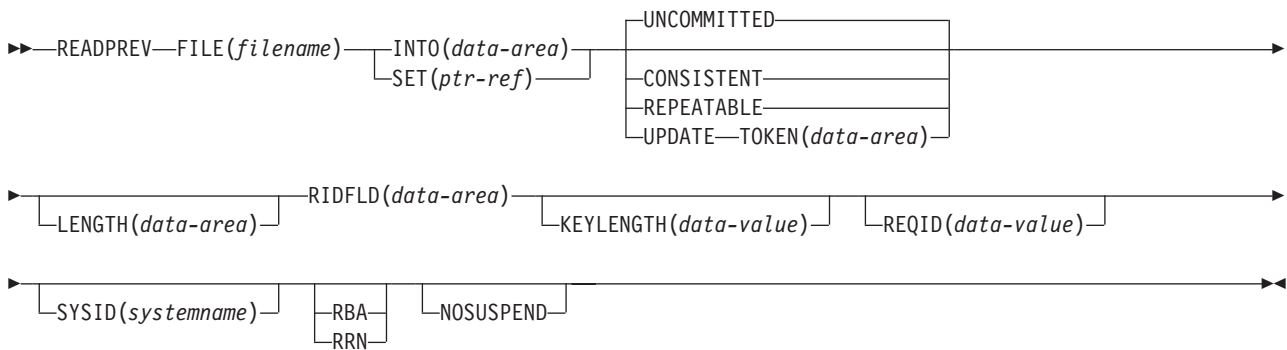 UNCOMMITTED
READPREV FILE(filename) INTO(data-area)
SET(ptr-ref)
CONSISTENT
REPEATABLE
UPDATE TOKEN(data-area)
RIDFLD(data-area)
LENGTH(data-area) KEYLENGTH(data-value) REQID(data-value)
SYSID(systemname) RBA NOSUSPEND
RRN